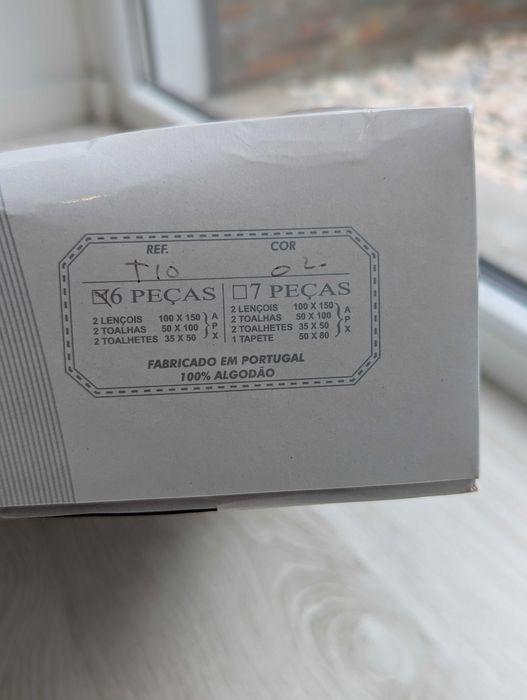 REF. COR
T10 02
6 PEÇAS 7 PEÇAS
2 LENÇOIS 100 X 150 2 LENÇOIS 100 X 150
2 TOALHAS 50 X 100 2 TOALHAS 50 X 100
2 TOALHETES 35 X 50 2 TOALHETES 35 X 50
1 TAPETE 50 X 80
APX APX
FABRICADO EM PORTUGAL
100% ALGODÃO